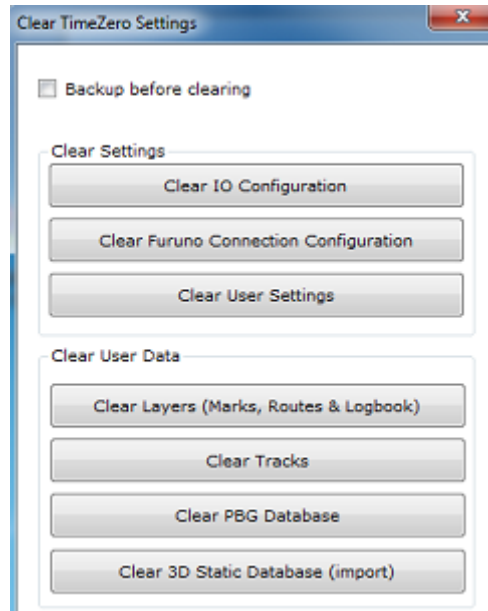 Clear TimeZero Settings
Backup before clearing
Clear Settings
Clear IO Configuration
Clear Furuno Connection Configuration
Clear User Settings
Clear User Data
Clear Layers (Marks, Routes & Logbook)
Clear Tracks
Clear PBG Database
Clear 3D Static Database (import)